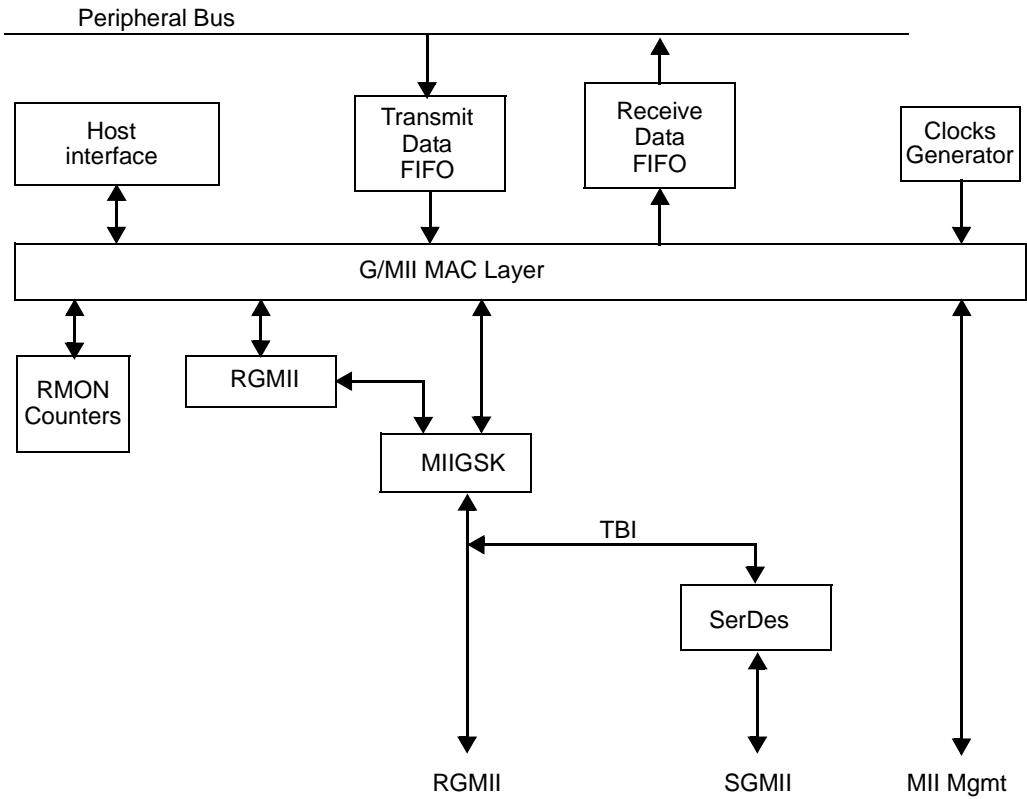 Peripheral Bus
Host
interface
Transmit
Data
FIFO
Receive
Data
FIFO
Clocks
Generator
G/MII MAC Layer
RMON
Counters
RGMII
MIIGSK
TBI
SerDes
RGMII
SGMII
MII Mgmt